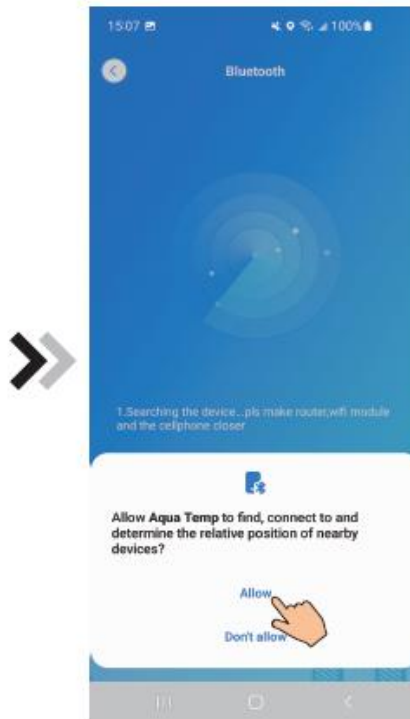 15:07
100%
Bluetooth
1.Searching the device...pls make router,wifi module
and the cellphone closer
Allow Aqua Temp to find, connect to and
determine the relative position of nearby
devices?
Allow
Don't allow